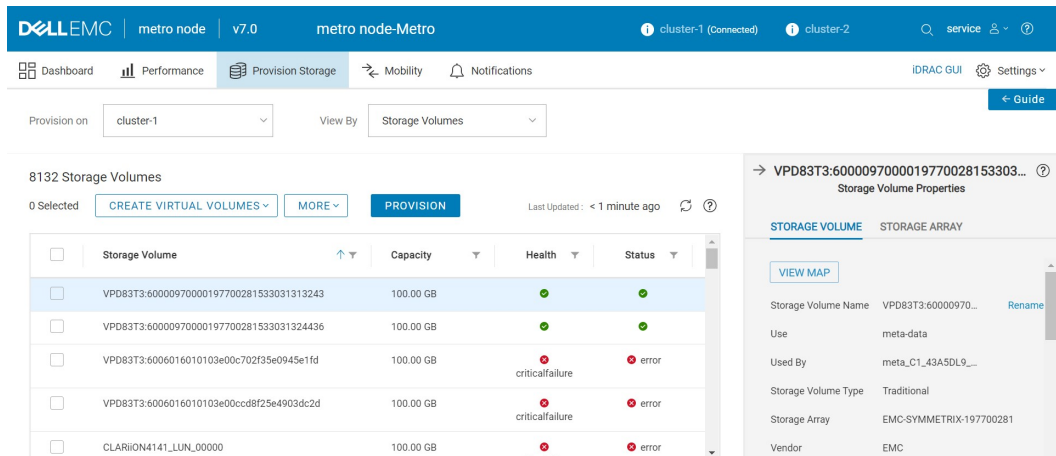 DELLEMC metro node v7.0 metro node-Metro cluster-1 (Connected) cluster-2 service
Dashboard Performance Provision Storage Mobility Notifications iDRAC GUI Settings
← Guide
Provision on cluster-1 View By Storage Volumes
8132 Storage Volumes
0 Selected CREATE VIRTUAL VOLUMES MORE PROVISION Last Updated : < 1 minute ago
Storage Volume Capacity Health Status
VPD83T3:60000970000197700281533031313243 100.00 GB
VPD83T3:60000970000197700281533031324436 100.00 GB
VPD83T3:6006016010103e00c702f35e0945e1fd 100.00 GB criticalfailure error
VPD83T3:6006016010103e00ccd8f25e4903dc2d 100.00 GB criticalfailure error
CLARiiON4141_LUN_00000 100.00 GB error
VPD83T3:60000970000197700281533033303...
Storage Volume Properties
STORAGE VOLUME STORAGE ARRAY
VIEW MAP
Storage Volume Name VPD83T3:60000970... Rename
Use meta-data
Used By meta_C1_43A5DL9_...
Storage Volume Type Traditional
Storage Array EMC-SYMMETRIX-197700281
Vendor EMC